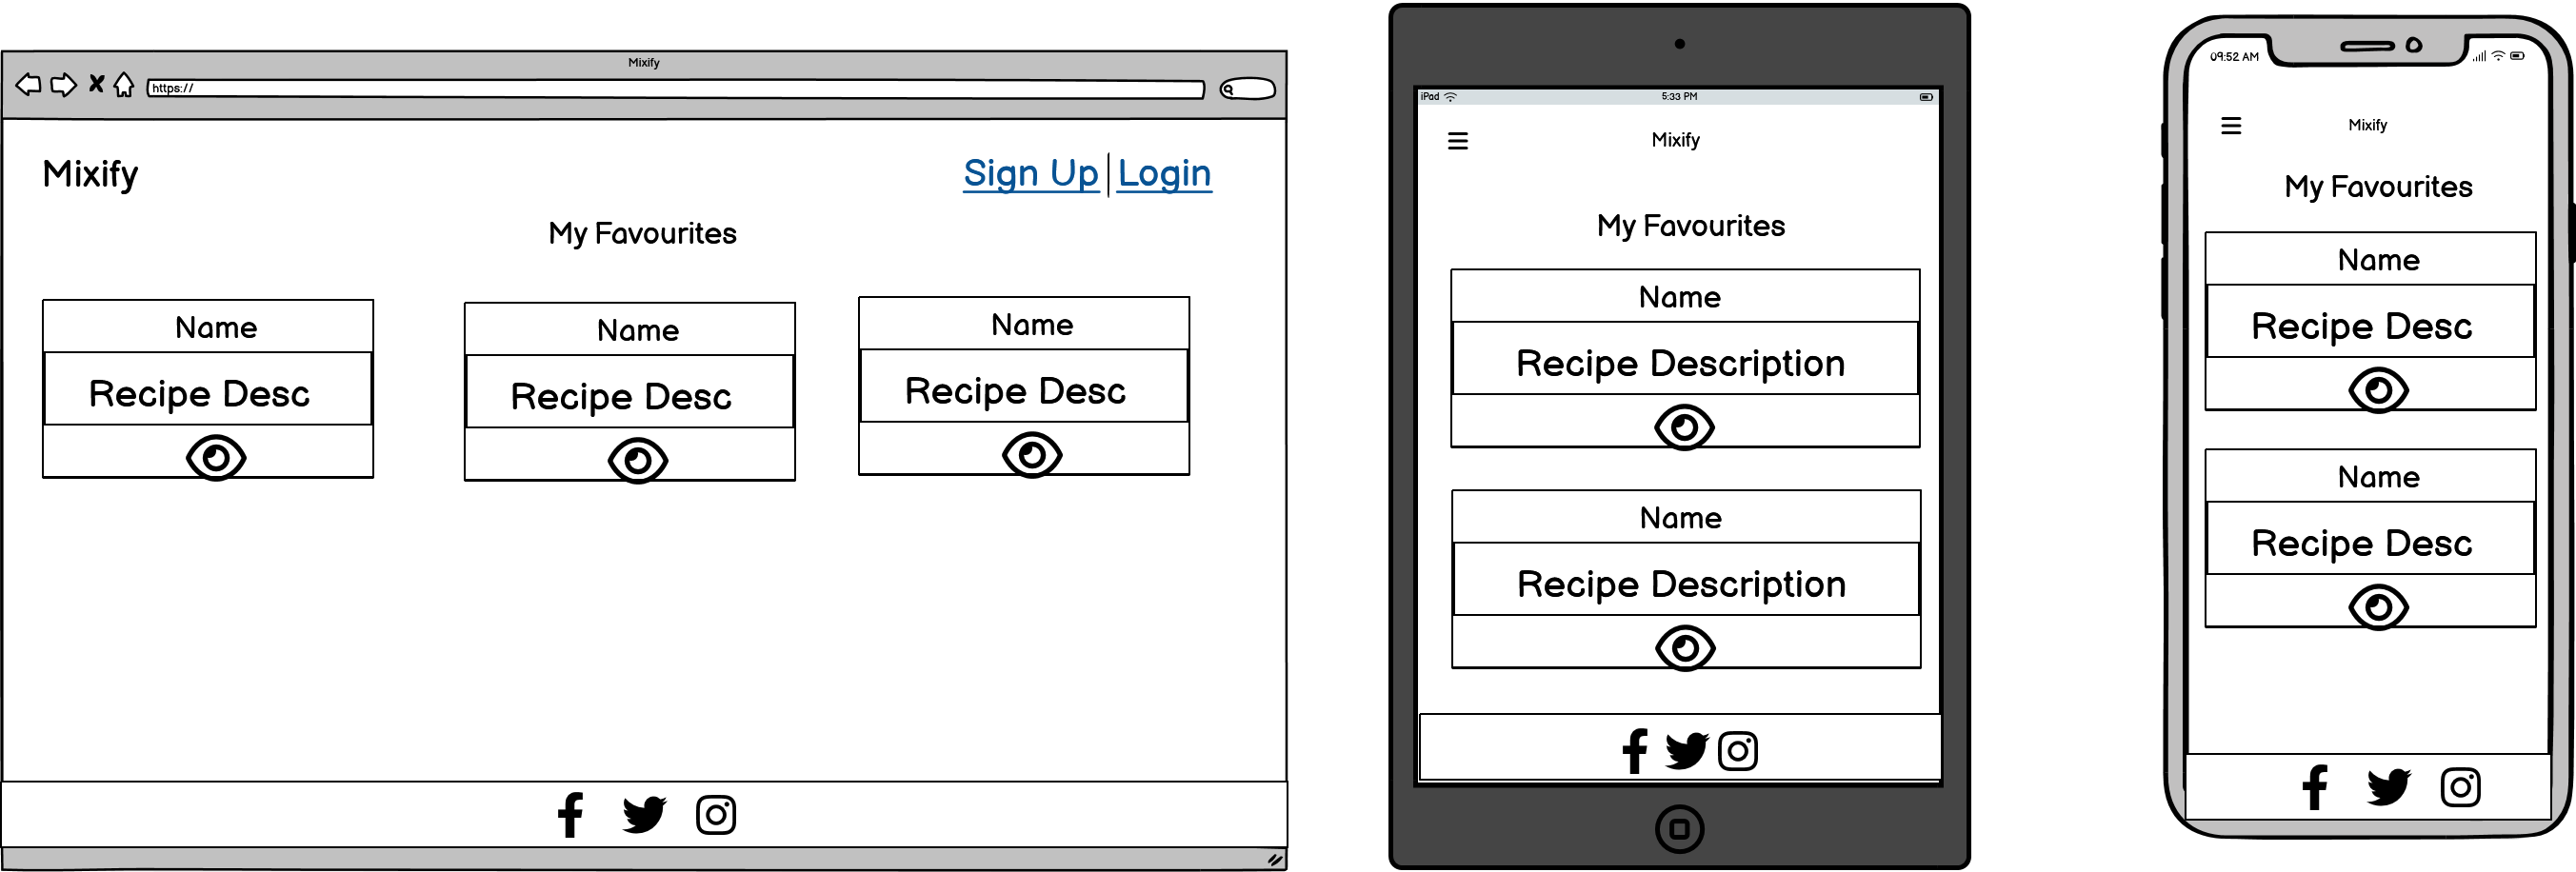 Mixify
https://
Mixify
Sign Up Login
My Favourites
Name
Recipe Desc
Name
Recipe Desc
Name
Recipe Desc
iPad
5:33 PM
Mixify
My Favourites
Name
Recipe Description
Name
Recipe Description
09:52 AM
Mixify
My Favourites
Name
Recipe Desc
Name
Recipe Desc